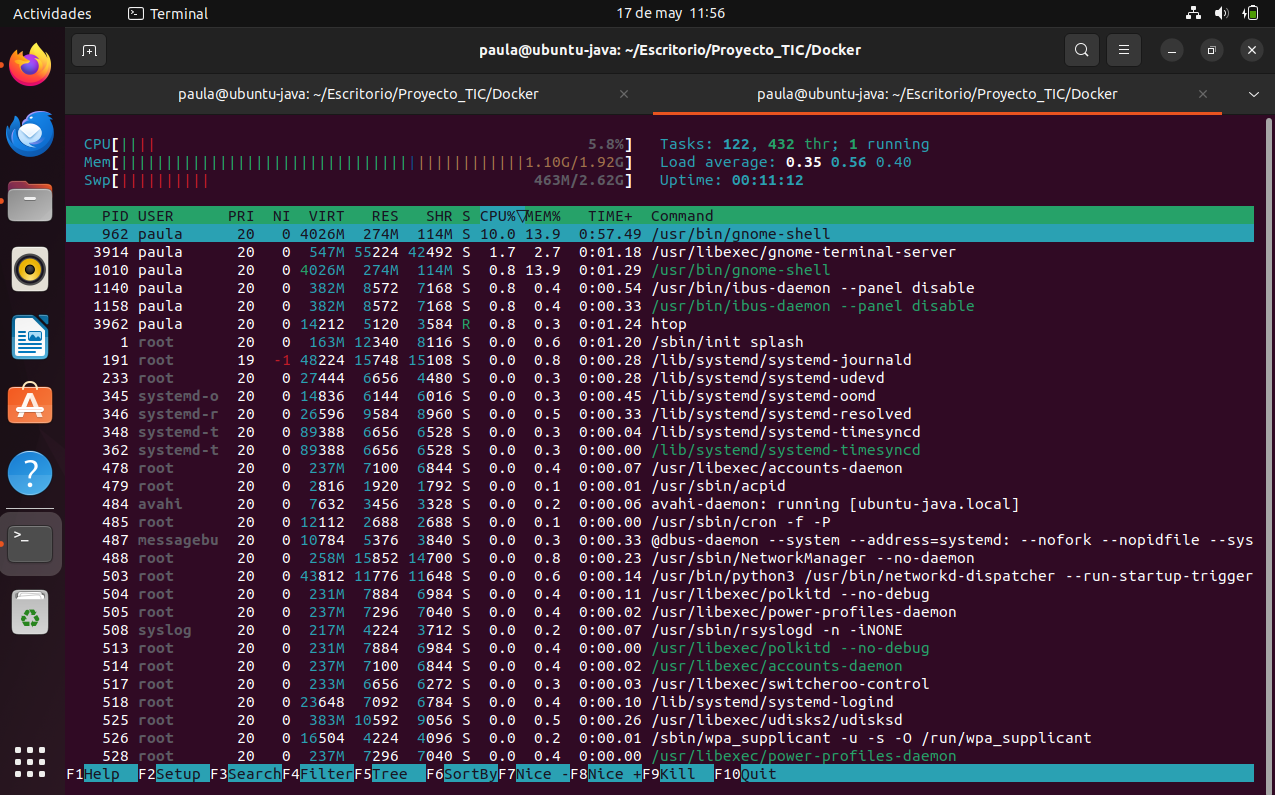 Actividades Terminal 17 de may 11:56
paula@ubuntu-java: ~/Escritorio/Proyecto_TIC/Docker
paula@ubuntu-java: ~/Escritorio/Proyecto_TIC/Docker × paula@ubuntu-java: ~/Escritorio/Proyecto_TIC/Docker ×
CPU[|||| 5.8%] Tasks: 122, 432 thr; 1 running
Mem[||||||||||||||||||||||||||||||||||||||||||||||1.10G/1.92G] Load average: 0.35 0.56 0.40
Swp[|||||||||| 463M/2.62G] Uptime: 00:11:12
PID USER PRI NI VIRT RES SHR S CPU%▽MEM% TIME+ Command
962 paula 20 0 4026M 274M 114M S 10.0 13.9 0:57.49 /usr/bin/gnome-shell
3914 paula 20 0 547M 55224 42492 S 1.7 2.7 0:01.18 /usr/libexec/gnome-terminal-server
1010 paula 20 0 4026M 274M 114M S 0.8 13.9 0:01.29 /usr/bin/gnome-shell
1140 paula 20 0 382M 8572 7168 S 0.8 0.4 0:00.54 /usr/bin/ibus-daemon --panel disable
1158 paula 20 0 382M 8572 7168 S 0.8 0.4 0:00.33 /usr/bin/ibus-daemon --panel disable
3962 paula 20 0 14212 5120 3584 R 0.8 0.3 0:01.24 htop
1 root 20 0 163M 12340 8116 S 0.0 0.6 0:01.20 /sbin/init splash
191 root 19 -1 48224 15748 15108 S 0.0 0.8 0:00.28 /lib/systemd/systemd-journald
233 root 20 0 27444 6656 4480 S 0.0 0.3 0:00.28 /lib/systemd/systemd-udevd
345 systemd-o 20 0 14836 6144 6016 S 0.0 0.3 0:00.45 /lib/systemd/systemd-oomd
346 systemd-r 20 0 26596 9584 8960 S 0.0 0.5 0:00.33 /lib/systemd/systemd-resolved
348 systemd-t 20 0 89388 6656 6528 S 0.0 0.3 0:00.04 /lib/systemd/systemd-timesyncd
362 systemd-t 20 0 89388 6656 6528 S 0.0 0.3 0:00.00 /lib/systemd/systemd-timesyncd
478 root 20 0 237M 7100 6844 S 0.0 0.4 0:00.07 /usr/libexec/accounts-daemon
479 root 20 0 2816 1920 1792 S 0.0 0.1 0:00.01 /usr/sbin/acpid
484 avahi 20 0 7632 3456 3328 S 0.0 0.2 0:00.06 avahi-daemon: running [ubuntu-java.local]
485 root 20 0 12112 2688 2688 S 0.0 0.1 0:00.00 /usr/sbin/cron -f -P
487 messagebu 20 0 10784 5376 3840 S 0.0 0.3 0:00.33 @dbus-daemon --system --address=systemd: --nofork --nopidfile --sys
488 root 20 0 258M 15852 14700 S 0.0 0.8 0:00.23 /usr/sbin/NetworkManager --no-daemon
503 root 20 0 43812 11776 11648 S 0.0 0.6 0:00.14 /usr/bin/python3 /usr/bin/networkd-dispatcher --run-startup-trigger
504 root 20 0 231M 7884 6984 S 0.0 0.4 0:00.11 /usr/libexec/polkitd --no-debug
505 root 20 0 237M 7296 7040 S 0.0 0.4 0:00.02 /usr/libexec/power-profiles-daemon
508 syslog 20 0 217M 4224 3712 S 0.0 0.2 0:00.07 /usr/sbin/rsyslogd -n -iNONE
513 root 20 0 231M 7884 6984 S 0.0 0.4 0:00.00 /usr/libexec/polkitd --no-debug
514 root 20 0 237M 7100 6844 S 0.0 0.4 0:00.02 /usr/libexec/accounts-daemon
517 root 20 0 233M 6656 6272 S 0.0 0.3 0:00.03 /usr/libexec/switcheroo-control
518 root 20 0 23648 7092 6784 S 0.0 0.4 0:00.10 /lib/systemd/systemd-logind
525 root 20 0 383M 10592 9056 S 0.0 0.5 0:00.26 /usr/libexec/udisks2/udisksd
526 root 20 0 16504 4224 4096 S 0.0 0.2 0:00.01 /sbin/wpa_supplicant -u -s -O /run/wpa_supplicant
528 root 20 0 237M 7296 7040 S 0.0 0.4 0:00.00 /usr/libexec/power-profiles-daemon
F1Help F2Setup F3SearchF4FilterF5Tree F6SortByF7Nice -F8Nice +F9Kill F10Quit